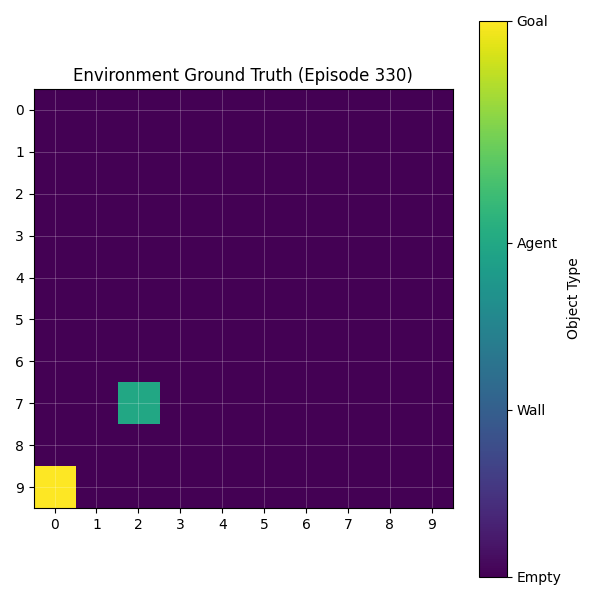 Environment Ground Truth (Episode 330)
0
1
2
3
4
5
6
7
8
9
0 1 2 3 4 5 6 7 8 9
Goal
Agent
Wall
Empty
Object Type